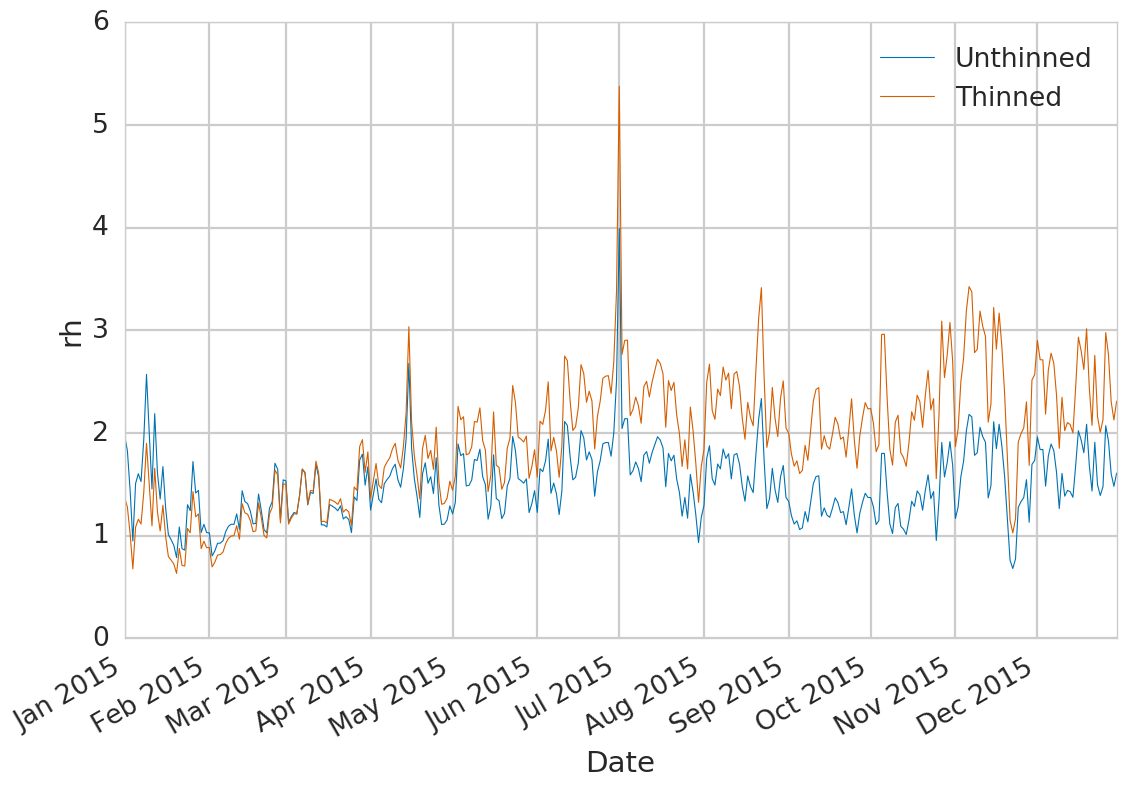 6
5
4
3
2
1
0
rh
Unthinned
Thinned
Jan 2015
Feb 2015
Mar 2015
Apr 2015
May 2015
Jun 2015
Jul 2015
Aug 2015
Sep 2015
Oct 2015
Nov 2015
Dec 2015
Date